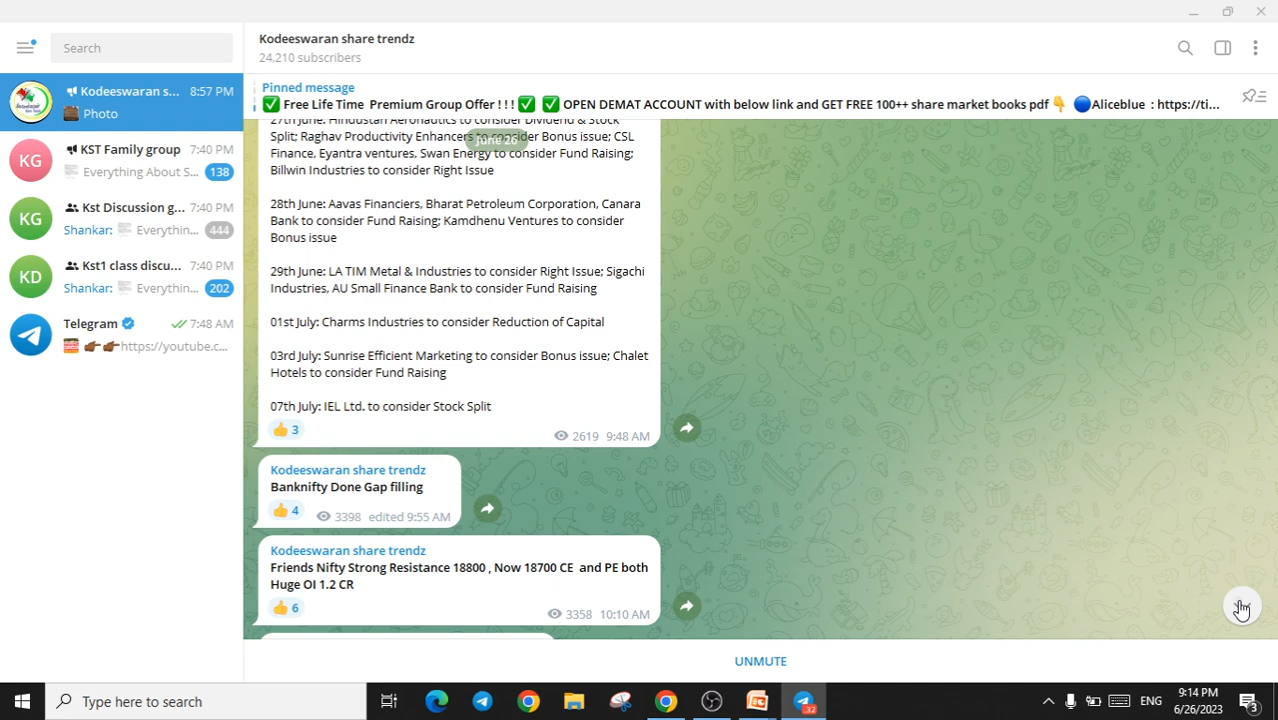 Search
Kodeeswaran s... 8:57 PM
Photo
KG
KST Family group 7:40 PM
Everything About S... 138
KG
Kst Discussion g... 7:40 PM
Shankar: Everythin... 444
KD
Kst1 class discu... 7:40 PM
Shankar: Everythin... 202
Telegram 7:48 AM
https://youtube.c...
Kodeeswaran share trendz
24,210 subscribers
Pinned message
✅ Free Life Time Premium Group Offer ! ! ! ✅ ✅ OPEN DEMAT ACCOUNT with below link and GET FREE 100++ share market books pdf 👇 🔵Aliceblue : https://ti...
June 26
27th June: Hindustan Aeronautics to consider Dividend & Stock
Split; Raghav Productivity Enhancers to consider Bonus issue; CSL
Finance, Eyantra ventures, Swan Energy to consider Fund Raising;
Billwin Industries to consider Right Issue
28th June: Aavas Financiers, Bharat Petroleum Corporation, Canara
Bank to consider Fund Raising; Kamdhenu Ventures to consider
Bonus issue
29th June: LA TIM Metal & Industries to consider Right Issue; Sigachi
Industries, AU Small Finance Bank to consider Fund Raising
01st July: Charms Industries to consider Reduction of Capital
03rd July: Sunrise Efficient Marketing to consider Bonus issue; Chalet
Hotels to consider Fund Raising
07th July: IEL Ltd. to consider Stock Split
👍 3
2619 9:48 AM
Kodeeswaran share trendz
Banknifty Done Gap filling
👍 4 3398 edited 9:55 AM
Kodeeswaran share trendz
Friends Nifty Strong Resistance 18800 , Now 18700 CE and PE both
Huge OI 1.2 CR
👍 6
3358 10:10 AM
UNMUTE
Type here to search
32
ENG
9:14 PM
6/26/2023
3